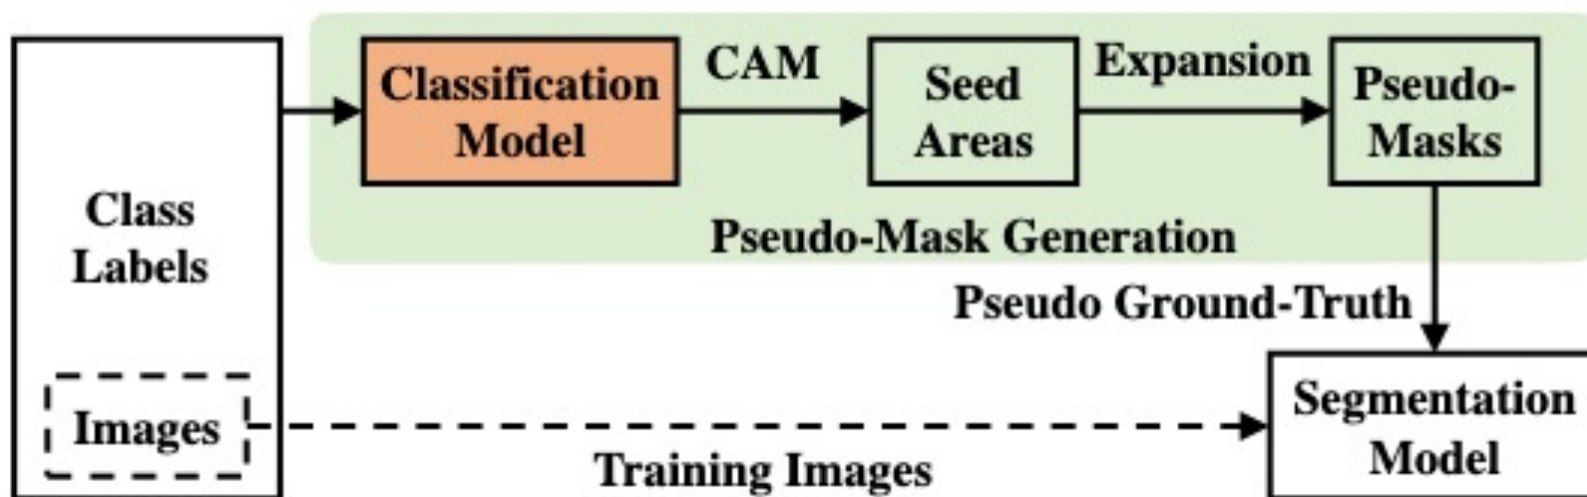 Classification
Model
CAM
Seed
Areas
Expansion
Pseudo-
Masks
Class
Labels
Pseudo-Mask Generation
Pseudo Ground-Truth
Images
Training Images
Segmentation
Model